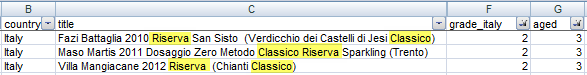 B C F G
country title grade_italy aged
Italy Fazi Battaglia 2010 Riserva San Sisto (Verdicchio dei Castelli di Jesi Classico) 2 3
Italy Maso Martis 2011 Dosaggio Zero Metodo Classico Riserva Sparkling (Trento) 2 3
Italy Villa Mangiacane 2012 Riserva (Chianti Classico) 2 3